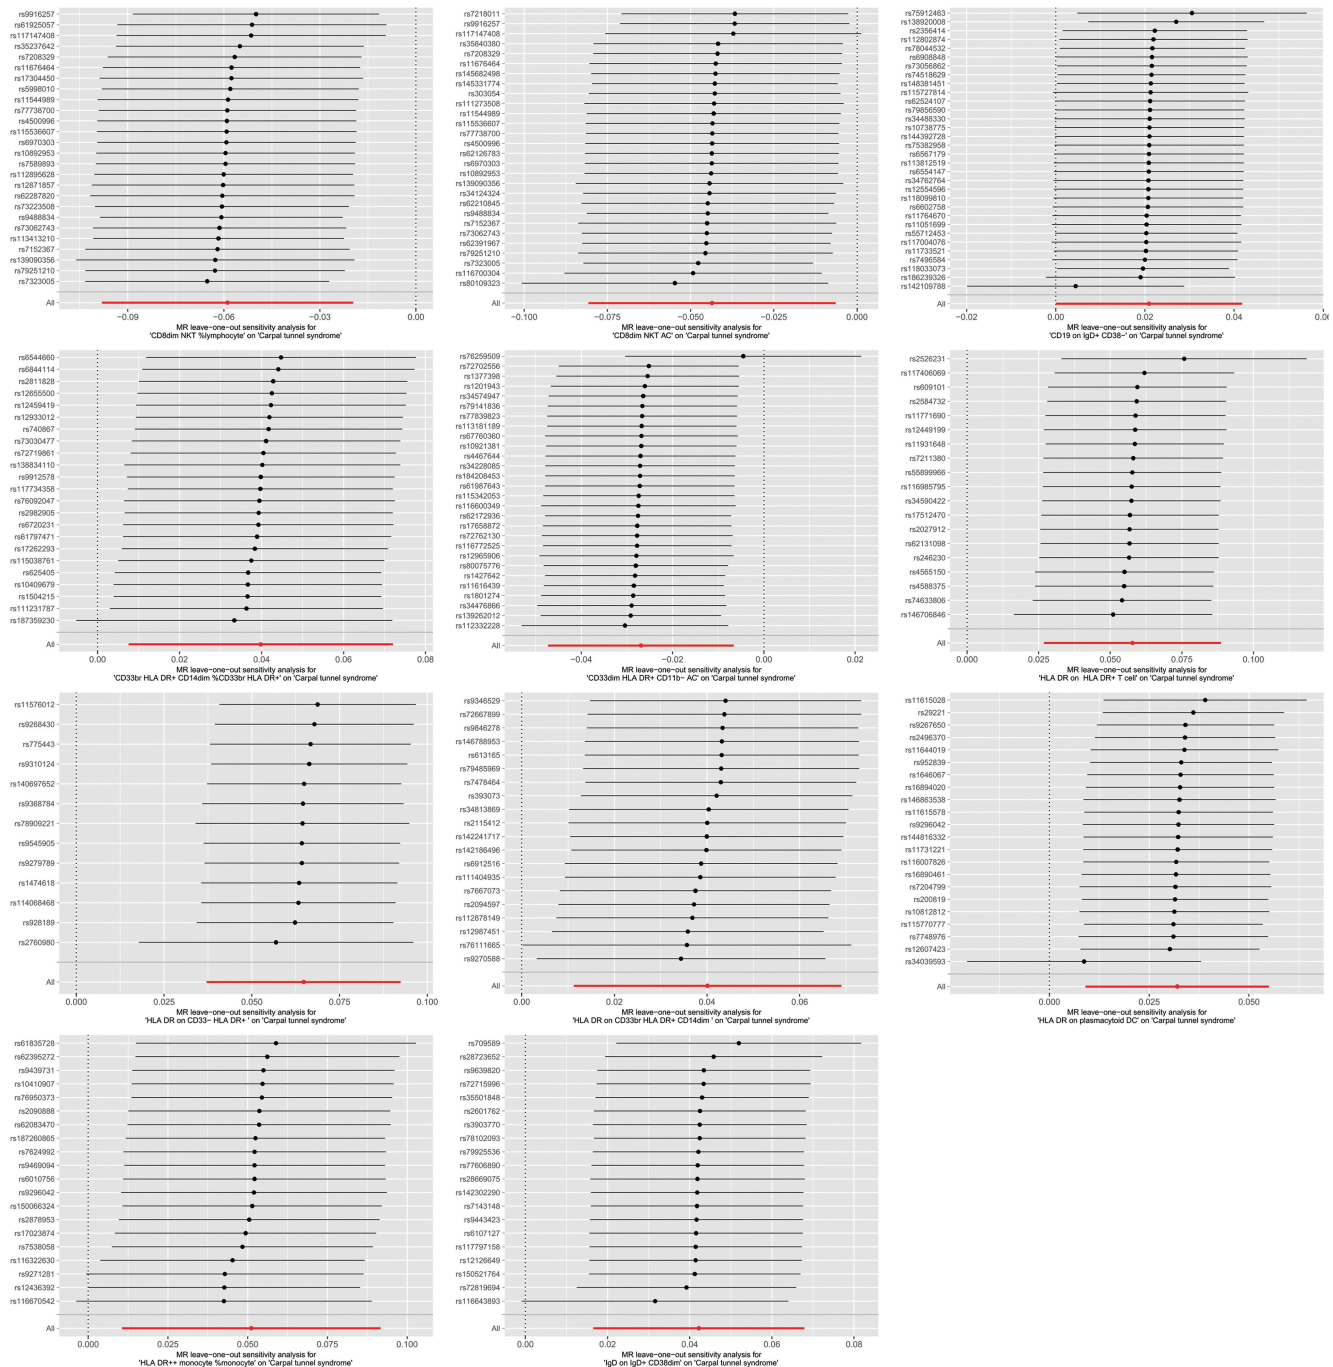 rs9916257
rs61925057
rs117147408
rs35237642
rs7208329
rs11676464
rs17304450
rs5998010
rs11544989
rs77738700
rs4500996
rs115536607
rs6970303
rs10892953
rs7589893
rs112895628
rs12871857
rs62287820
rs73223508
rs9488834
rs73062743
rs113413210
rs7152367
rs139090356
rs79251210
rs7323005
All
−0.09 −0.06 −0.03 0.00
MR leave−one−out sensitivity analysis for
'CD8dim NKT %lymphocyte' on 'Carpal tunnel syndrome'
rs7218011
rs9916257
rs117147408
rs35840380
rs7208329
rs11676464
rs145682498
rs145331774
rs303054
rs111273508
rs11544989
rs115536607
rs77738700
rs4500996
rs62126783
rs6970303
rs10892953
rs139090356
rs34124324
rs62210845
rs9488834
rs7152367
rs73062743
rs62391967
rs79251210
rs7323005
rs116700304
rs80109323
All
−0.100 −0.075 −0.050 −0.025 0.000
MR leave−one−out sensitivity analysis for
'CD8dim NKT AC' on 'Carpal tunnel syndrome'
rs75912463
rs138920008
rs2356414
rs112802874
rs78044532
rs6908848
rs73056862
rs74518629
rs148381451
rs115727814
rs62524107
rs79856590
rs34488330
rs10738775
rs144392728
rs75382958
rs6567179
rs113812519
rs6554147
rs34762764
rs12554596
rs118099810
rs6602758
rs11764670
rs11051699
rs55712453
rs117004076
rs11733521
rs7496584
rs118033073
rs186239326
rs142109788
All
−0.02 0.00 0.02 0.04 0.06
MR leave−one−out sensitivity analysis for
'CD19 on IgD+ CD38−' on 'Carpal tunnel syndrome'
rs6544660
rs6844114
rs2811828
rs12655500
rs12459419
rs12933012
rs740867
rs73030477
rs72719861
rs138834110
rs9912578
rs117734358
rs76092047
rs2982905
rs6720231
rs61797471
rs17262293
rs115038761
rs625405
rs10409679
rs1504215
rs111231787
rs187359230
All
0.00 0.02 0.04 0.06 0.08
MR leave−one−out sensitivity analysis for
'CD33br HLA DR+ CD14dim %CD33br HLA DR+' on 'Carpal tunnel syndrome'
rs76259509
rs72702556
rs1377398
rs1201943
rs34574947
rs79141836
rs77839823
rs113181189
rs67760360
rs10921381
rs4467644
rs34228085
rs184208453
rs61987643
rs115342053
rs116600349
rs62172936
rs17658872
rs72762130
rs116772525
rs12965906
rs80075776
rs1427642
rs11616439
rs1801274
rs34476866
rs139262012
rs112332228
All
−0.04 −0.02 0.00 0.02
MR leave−one−out sensitivity analysis for
'CD33dim HLA DR+ CD11b− AC' on 'Carpal tunnel syndrome'
rs2526231
rs117406069
rs609101
rs2584732
rs11771690
rs12449199
rs11931648
rs7211380
rs55899966
rs116985795
rs34590422
rs17512470
rs2027912
rs62131098
rs246230
rs4565150
rs4588375
rs74633806
rs146706846
All
0.000 0.025 0.050 0.075 0.100
MR leave−one−out sensitivity analysis for
'HLA DR on HLA DR+ T cell' on 'Carpal tunnel syndrome'
rs11576012
rs9268430
rs775443
rs9310124
rs140697652
rs9368784
rs78909221
rs9545905
rs9279789
rs1474618
rs114068468
rs928189
rs2760980
All
0.000 0.025 0.050 0.075 0.100
MR leave−one−out sensitivity analysis for
'HLA DR on CD33− HLA DR+ ' on 'Carpal tunnel syndrome'
rs9346529
rs72667899
rs9846278
rs146788953
rs613165
rs79485969
rs7478464
rs393073
rs34813869
rs2115412
rs142241717
rs142186496
rs6912516
rs111404935
rs7667073
rs2094597
rs112878149
rs12987451
rs76111665
rs9270588
All
0.00 0.02 0.04 0.06
MR leave−one−out sensitivity analysis for
'HLA DR on CD33br HLA DR+ CD14dim ' on 'Carpal tunnel syndrome'
rs11615028
rs29221
rs9267650
rs2496370
rs11644019
rs952839
rs1646067
rs16894020
rs146863538
rs11615578
rs9296042
rs144816332
rs11731221
rs116007826
rs16890461
rs7204799
rs200819
rs10812812
rs115770777
rs7748976
rs12607423
rs34039593
All
0.000 0.025 0.050
MR leave−one−out sensitivity analysis for
'HLA DR on plasmacytoid DC' on 'Carpal tunnel syndrome'
rs61835728
rs62395272
rs9439731
rs10410907
rs76950373
rs2090888
rs62083470
rs187260865
rs7624992
rs9469094
rs6010756
rs9296042
rs150066324
rs2878953
rs17023874
rs7538058
rs116322630
rs9271281
rs12436392
rs116670542
All
0.000 0.025 0.050 0.075 0.100
MR leave−one−out sensitivity analysis for
'HLA DR++ monocyte %monocyte' on 'Carpal tunnel syndrome'
rs709589
rs28723652
rs9639820
rs72715996
rs35501848
rs2601762
rs3903770
rs78102093
rs79925536
rs77606890
rs28669075
rs142302290
rs7143148
rs9443423
rs6107127
rs117797158
rs12126649
rs150521764
rs72819694
rs116643893
All
0.00 0.02 0.04 0.06 0.08
MR leave−one−out sensitivity analysis for
'IgD on IgD+ CD38dim' on 'Carpal tunnel syndrome'